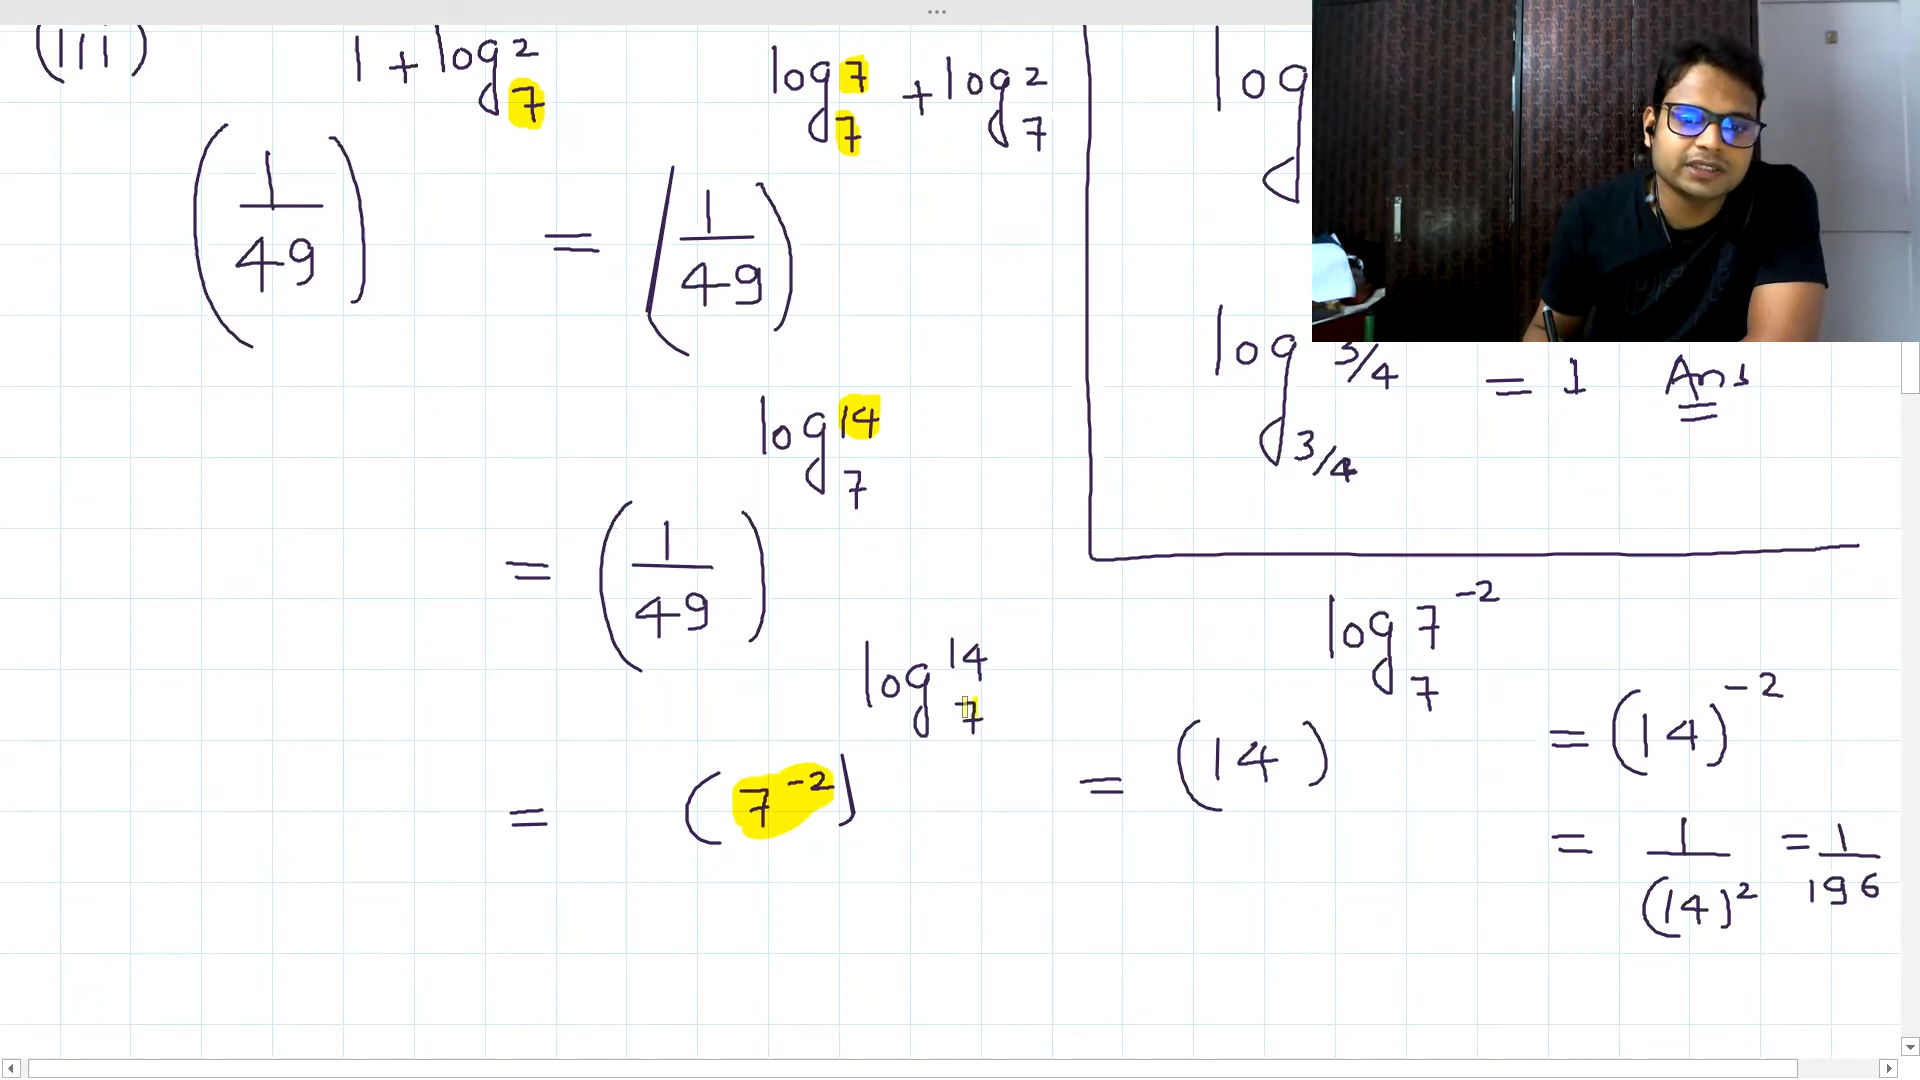 (iii)
1 + log₇ 2
log₇ 7 + log₇ 2
(1/49) = (1/49)
log₇ 14
= (1/49)
log₇ 14
= (7⁻²)
log₇ 7⁻²
= (14) = (14)⁻²
= 1/(14)² = 1/196
log
log_3/4 3/4 = 1 Ans